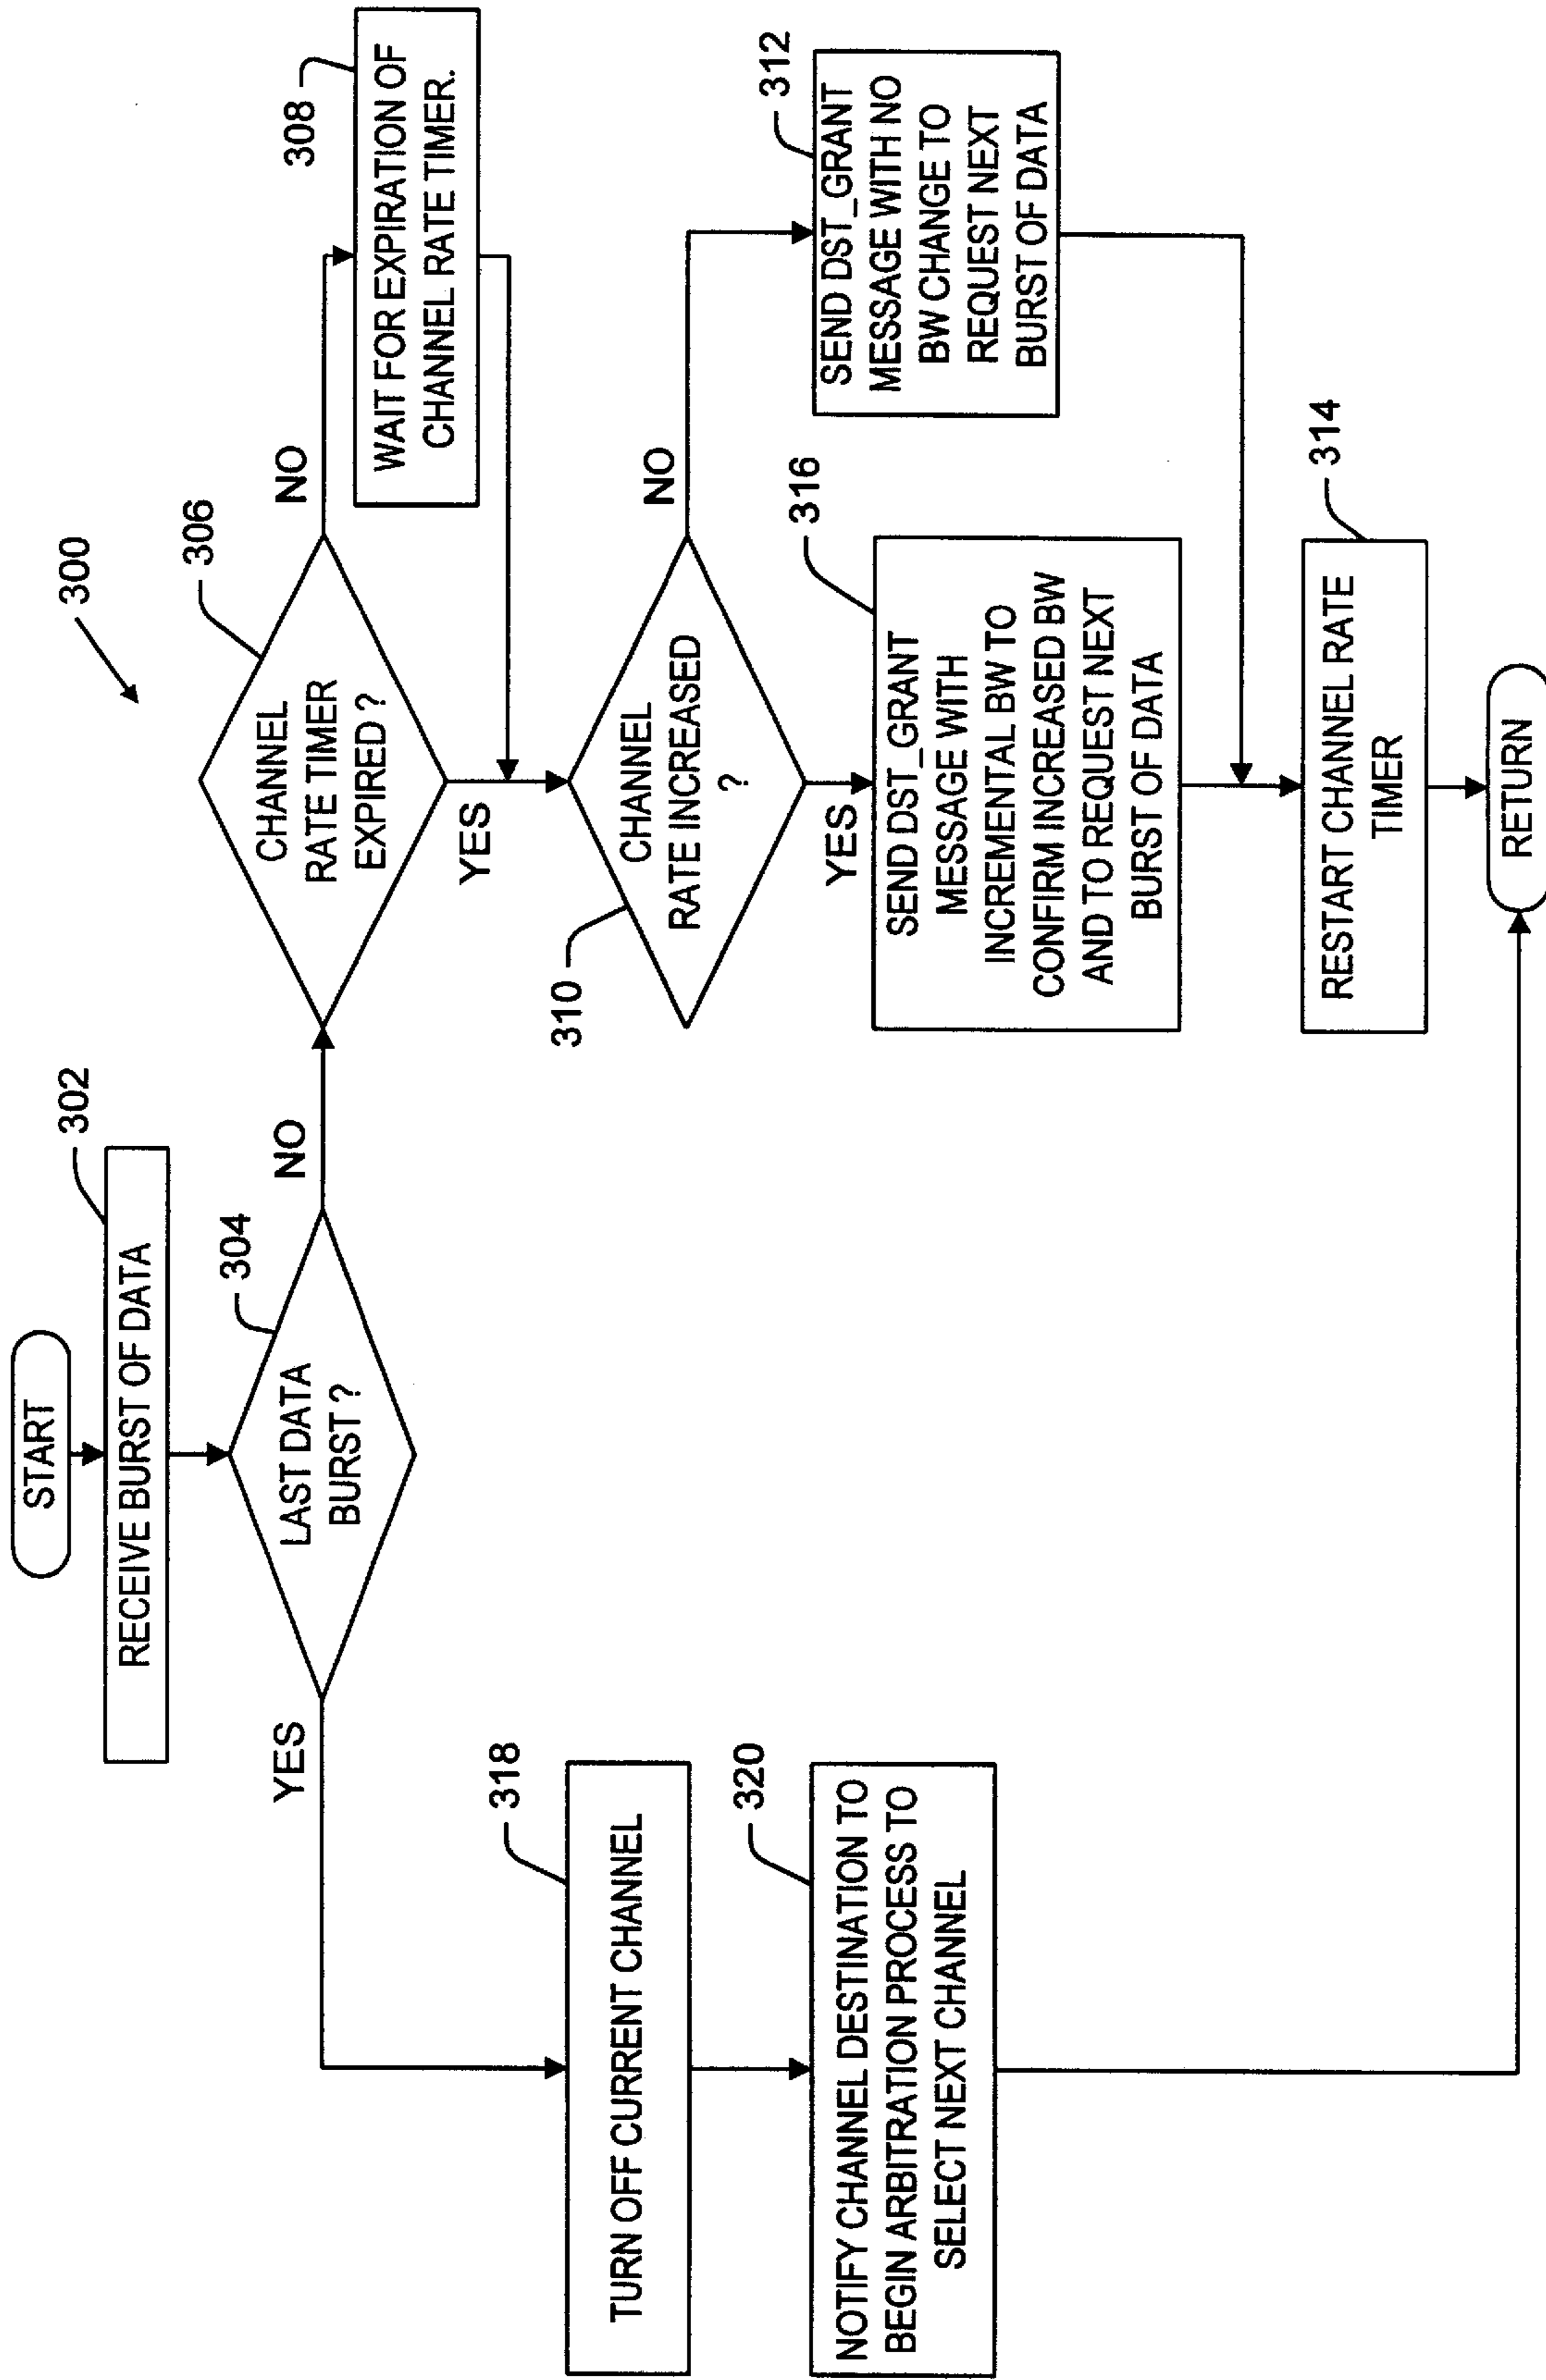 300
START
302
RECEIVE BURST OF DATA
304
LAST DATA
BURST ?
YES
NO
306
CHANNEL
RATE TIMER
EXPIRED ?
NO
YES
308
WAIT FOR EXPIRATION OF
CHANNEL RATE TIMER.
310
CHANNEL
RATE INCREASED
?
NO
YES
312
SEND DST_GRANT
MESSAGE WITH NO
BW CHANGE TO
REQUEST NEXT
BURST OF DATA
316
SEND DST_GRANT
MESSAGE WITH
INCREMENTAL BW TO
CONFIRM INCREASED BW
AND TO REQUEST NEXT
BURST OF DATA
314
RESTART CHANNEL RATE
TIMER
318
TURN OFF CURRENT CHANNEL
320
NOTIFY CHANNEL DESTINATION TO
BEGIN ARBITRATION PROCESS TO
SELECT NEXT CHANNEL
RETURN